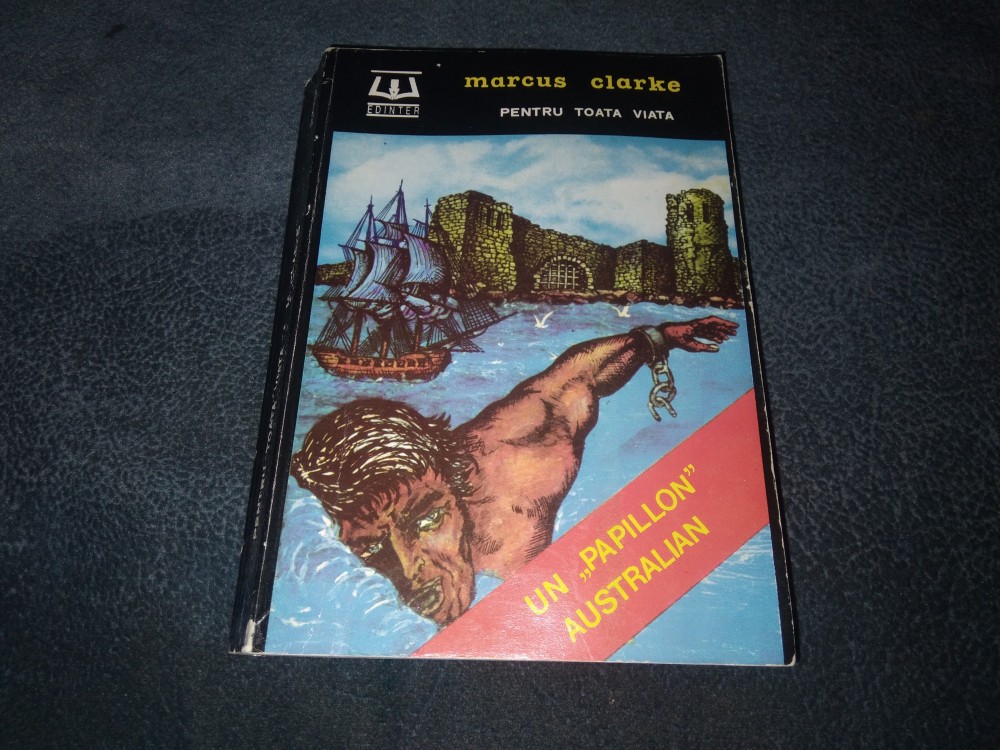 marcus clarke
EDINTER
PENTRU TOATA VIATA
UN „PAPILLON”
AUSTRALIAN